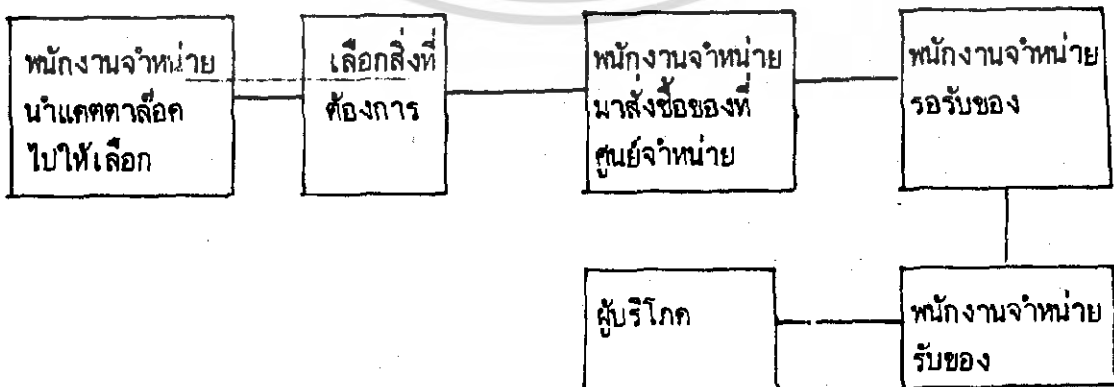 พนักงานจำหน่าย
นำแคตตาล๊อค
ไปให้เลือก
เลือกสิ่งที่
ต้องการ
พนักงานจำหน่าย
มาสั่งซื้อของที่
ศูนย์จำหน่าย
พนักงานจำหน่าย
รอรับของ
ผู้บริโภค
พนักงานจำหน่าย
รับของ